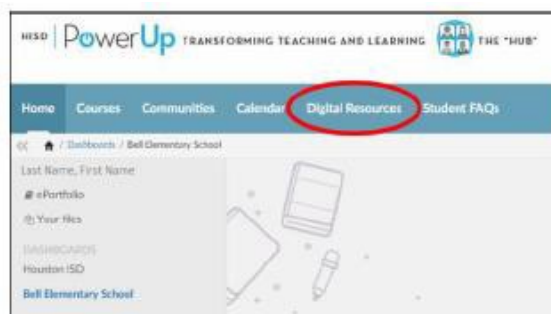 HISD | PowerUp TRANSFORMING TEACHING AND LEARNING THE "HUB"
Home Courses Communities Calendar Digital Resources Student FAQs
/ Dashboards / Bell Elementary School
Last Name, First Name
ePortfolio
Your files
DASHBOARDS
Houston ISD
Bell Elementary School